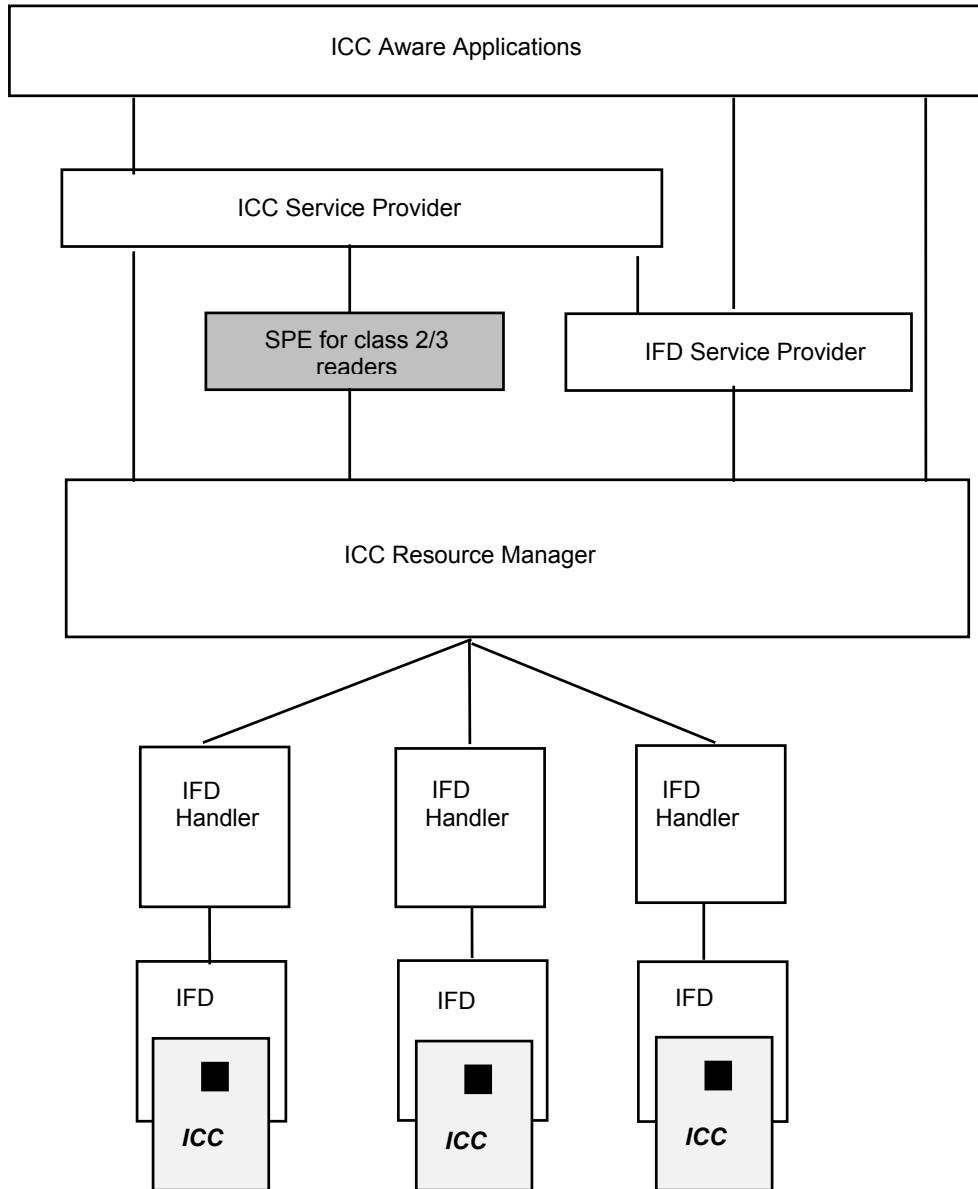 ICC Aware Applications
ICC Service Provider
SPE for class 2/3
readers
IFD Service Provider
ICC Resource Manager
IFD
Handler
IFD
Handler
IFD
Handler
IFD
IFD
IFD
ICC
ICC
ICC